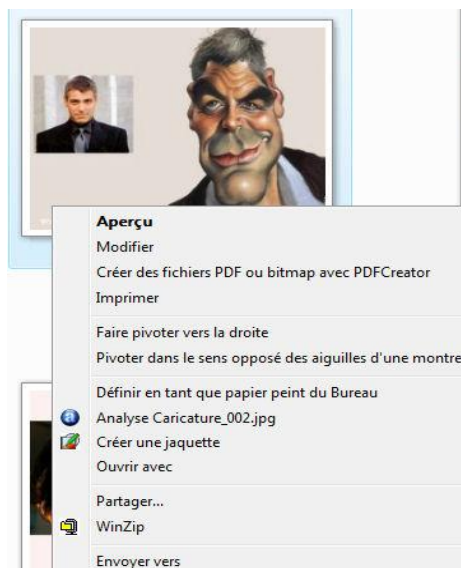 Aperçu
Modifier
Créer des fichiers PDF ou bitmap avec PDFCreator
Imprimer
Faire pivoter vers la droite
Pivoter dans le sens opposé des aiguilles d'une montre
Définir en tant que papier peint du Bureau
Analyse Caricature_002.jpg
Créer une jaquette
Ouvrir avec
Partager...
WinZip
Envoyer vers